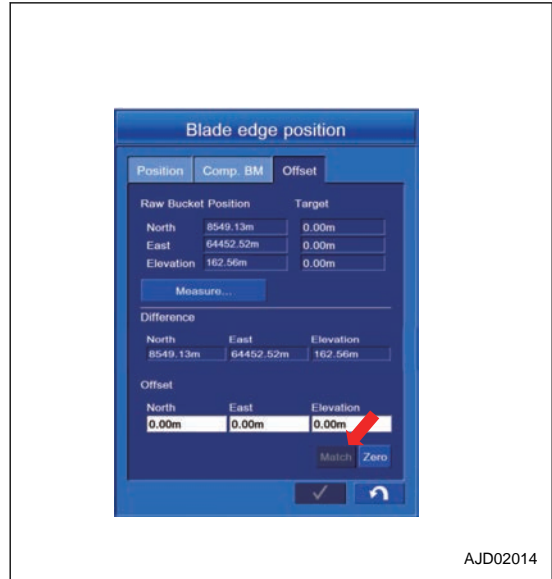 Blade edge position
Position Comp. BM Offset
Raw Bucket Position Target
North 8549.13m 0.00m
East 64452.52m 0.00m
Elevation 162.56m 0.00m
Measure...
Difference
North East Elevation
8549.13m 64452.52m 162.56m
Offset
North East Elevation
0.00m 0.00m 0.00m
Match Zero
AJD02014